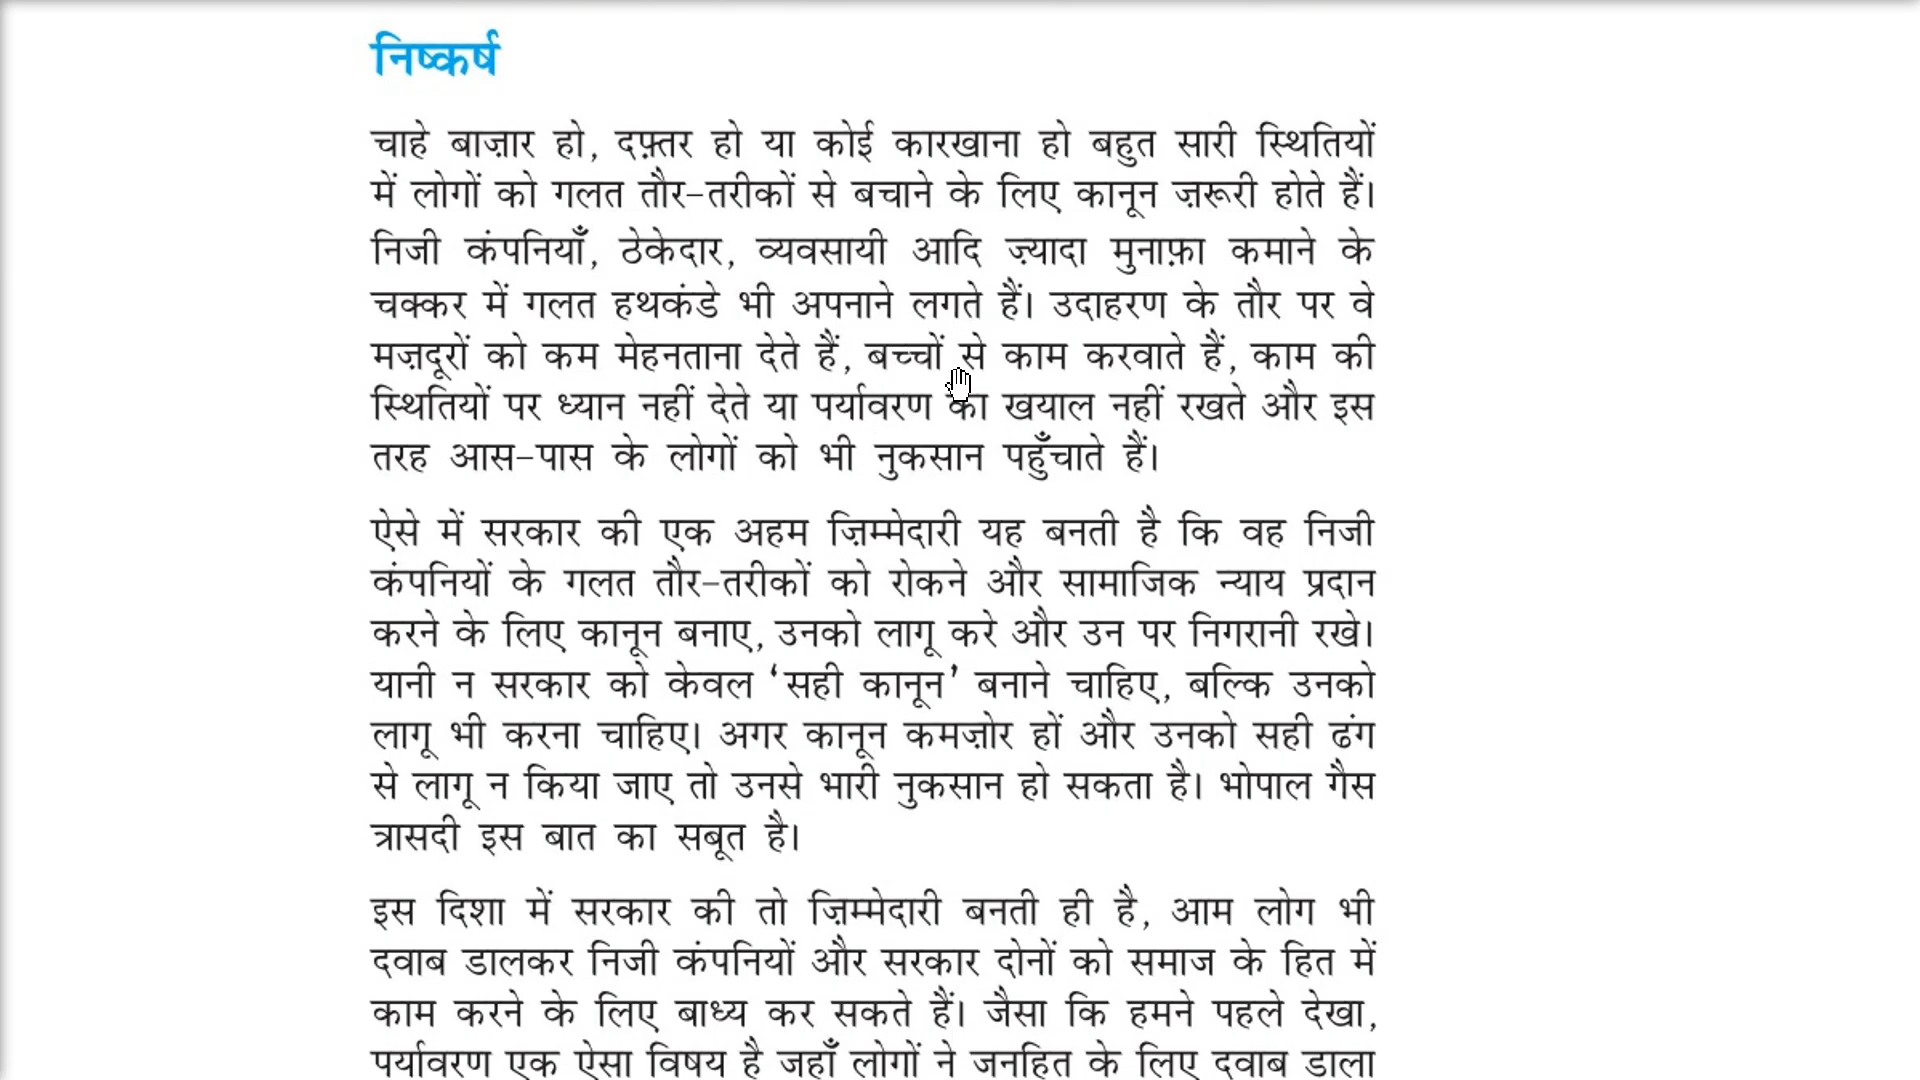 निष्कर्ष
चाहे बाज़ार हो, दफ़्तर हो या कोई कारखाना हो बहुत सारी स्थितियों
में लोगों को गलत तौर-तरीकों से बचाने के लिए कानून ज़रूरी होते हैं।
निजी कंपनियाँ, ठेकेदार, व्यवसायी आदि ज़्यादा मुनाफ़ा कमाने के
चक्कर में गलत हथकंडे भी अपनाने लगते हैं। उदाहरण के तौर पर वे
मज़दूरों को कम मेहनताना देते हैं, बच्चों से काम करवाते हैं, काम की
स्थितियों पर ध्यान नहीं देते या पर्यावरण का खयाल नहीं रखते और इस
तरह आस-पास के लोगों को भी नुकसान पहुँचाते हैं।
ऐसे में सरकार की एक अहम ज़िम्मेदारी यह बनती है कि वह निजी
कंपनियों के गलत तौर-तरीकों को रोकने और सामाजिक न्याय प्रदान
करने के लिए कानून बनाए, उनको लागू करे और उन पर निगरानी रखे।
यानी न सरकार को केवल ‘सही कानून’ बनाने चाहिए, बल्कि उनको
लागू भी करना चाहिए। अगर कानून कमज़ोर हों और उनको सही ढंग
से लागू न किया जाए तो उनसे भारी नुकसान हो सकता है। भोपाल गैस
त्रासदी इस बात का सबूत है।
इस दिशा में सरकार की तो ज़िम्मेदारी बनती ही है, आम लोग भी
दवाब डालकर निजी कंपनियों और सरकार दोनों को समाज के हित में
काम करने के लिए बाध्य कर सकते हैं। जैसा कि हमने पहले देखा,
पर्यावरण एक ऐसा विषय है जहाँ लोगों ने जनहित के लिए दवाब डाला